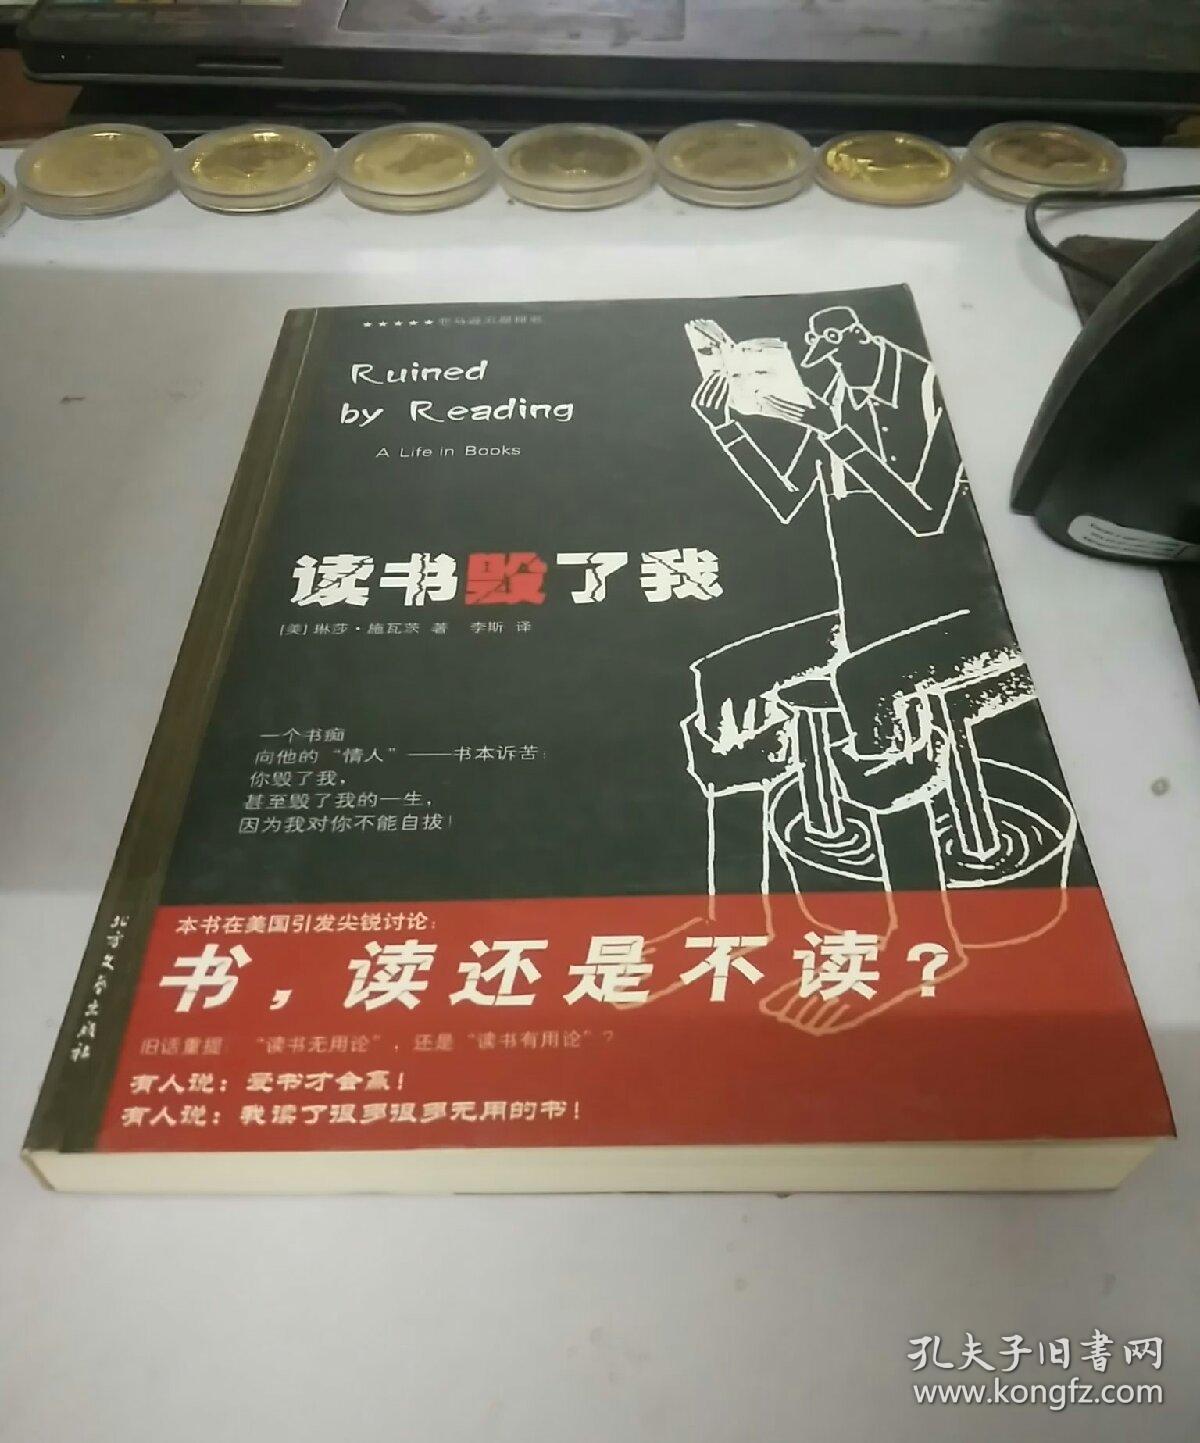 ★★★★★亚马逊五星推荐
Ruined
by Reading
A Life in Books
读书毁了我
[美]琳莎·施瓦茨 著 李斯 译
一个书痴
向他的“情人”——书本诉苦：
你毁了我，
甚至毁了我的一生，
因为我对你不能自拔！
本书在美国引发尖锐讨论：
书，读还是不读？
旧话重提：“读书无用论”，还是“读书有用论”？
有人说：爱书才会赢！
有人说：我读了很多很多无用的书！
北方文艺出版社
孔夫子旧书网
www.kongfz.com